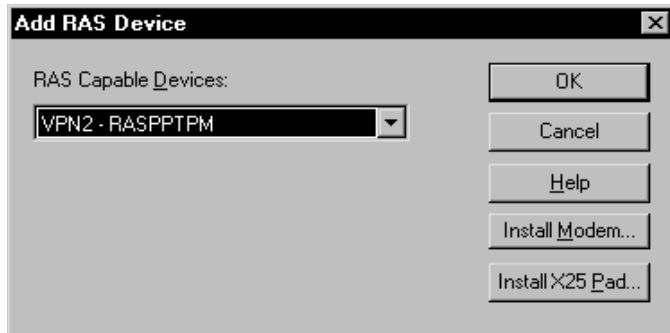 Add RAS Device
RAS Capable Devices:
VPN2 - RASPPTPM
OK
Cancel
Help
Install Modem...
Install X25 Pad...